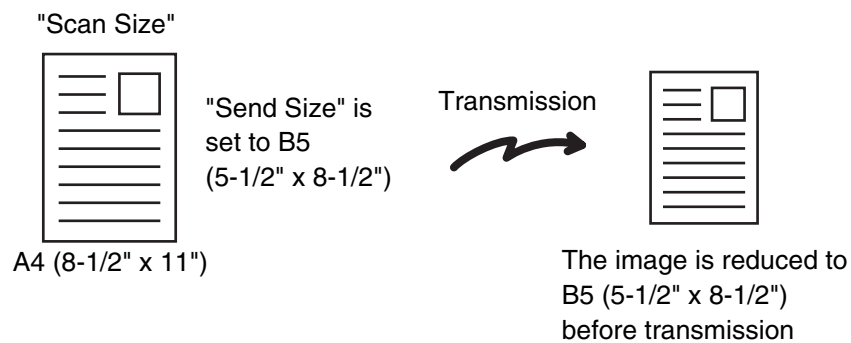 "Scan Size"
"Send Size" is
set to B5
(5-1/2" x 8-1/2")
A4 (8-1/2" x 11")
Transmission
The image is reduced to
B5 (5-1/2" x 8-1/2")
before transmission